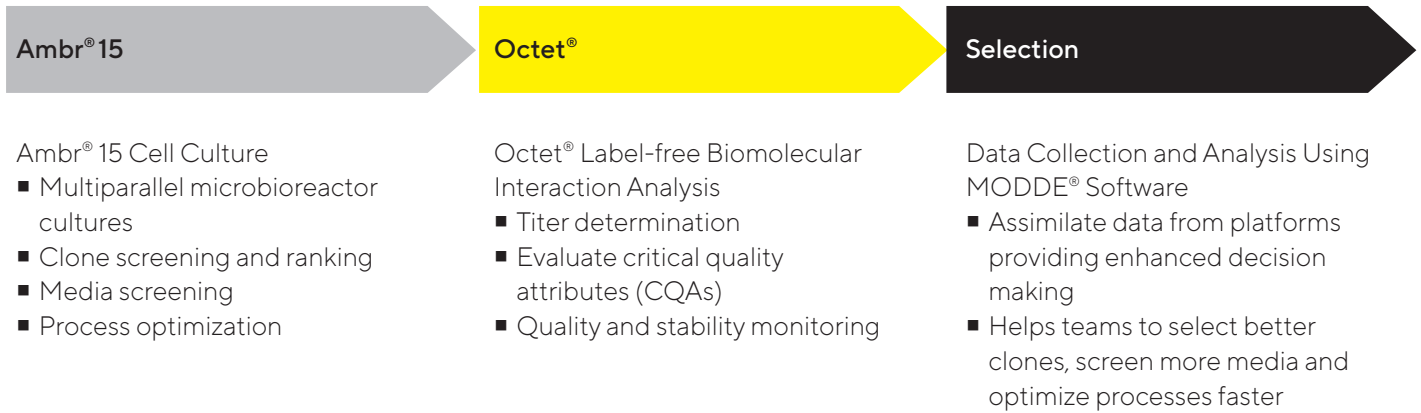 Ambr® 15
Octet®
Selection
Ambr® 15 Cell Culture
■ Multiparallel microbioreactor
cultures
■ Clone screening and ranking
■ Media screening
■ Process optimization
Octet® Label-free Biomolecular
Interaction Analysis
■ Titer determination
■ Evaluate critical quality
attributes (CQAs)
■ Quality and stability monitoring
Data Collection and Analysis Using
MODDE® Software
■ Assimilate data from platforms
providing enhanced decision
making
■ Helps teams to select better
clones, screen more media and
optimize processes faster